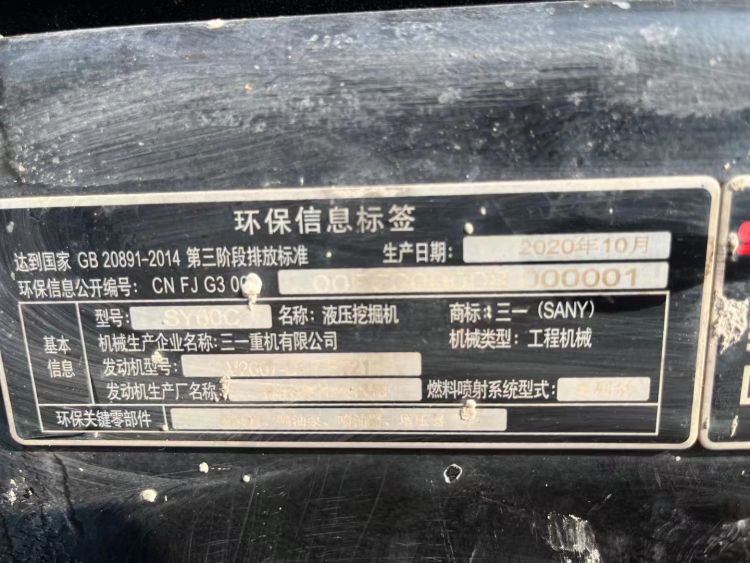 环保信息标签
达到国家 GB 20891-2014 第三阶段排放标准 生产日期: 2020年10月
环保信息公开编号: CN FJ G3 00 000001
型号: SY60C 名称: 液压挖掘机 商标: 三一 (SANY)
基本信息 机械生产企业名称: 三一重机有限公司 机械类型: 工程机械
发动机型号:
发动机生产厂名称: 燃料喷射系统型式:
环保关键零部件